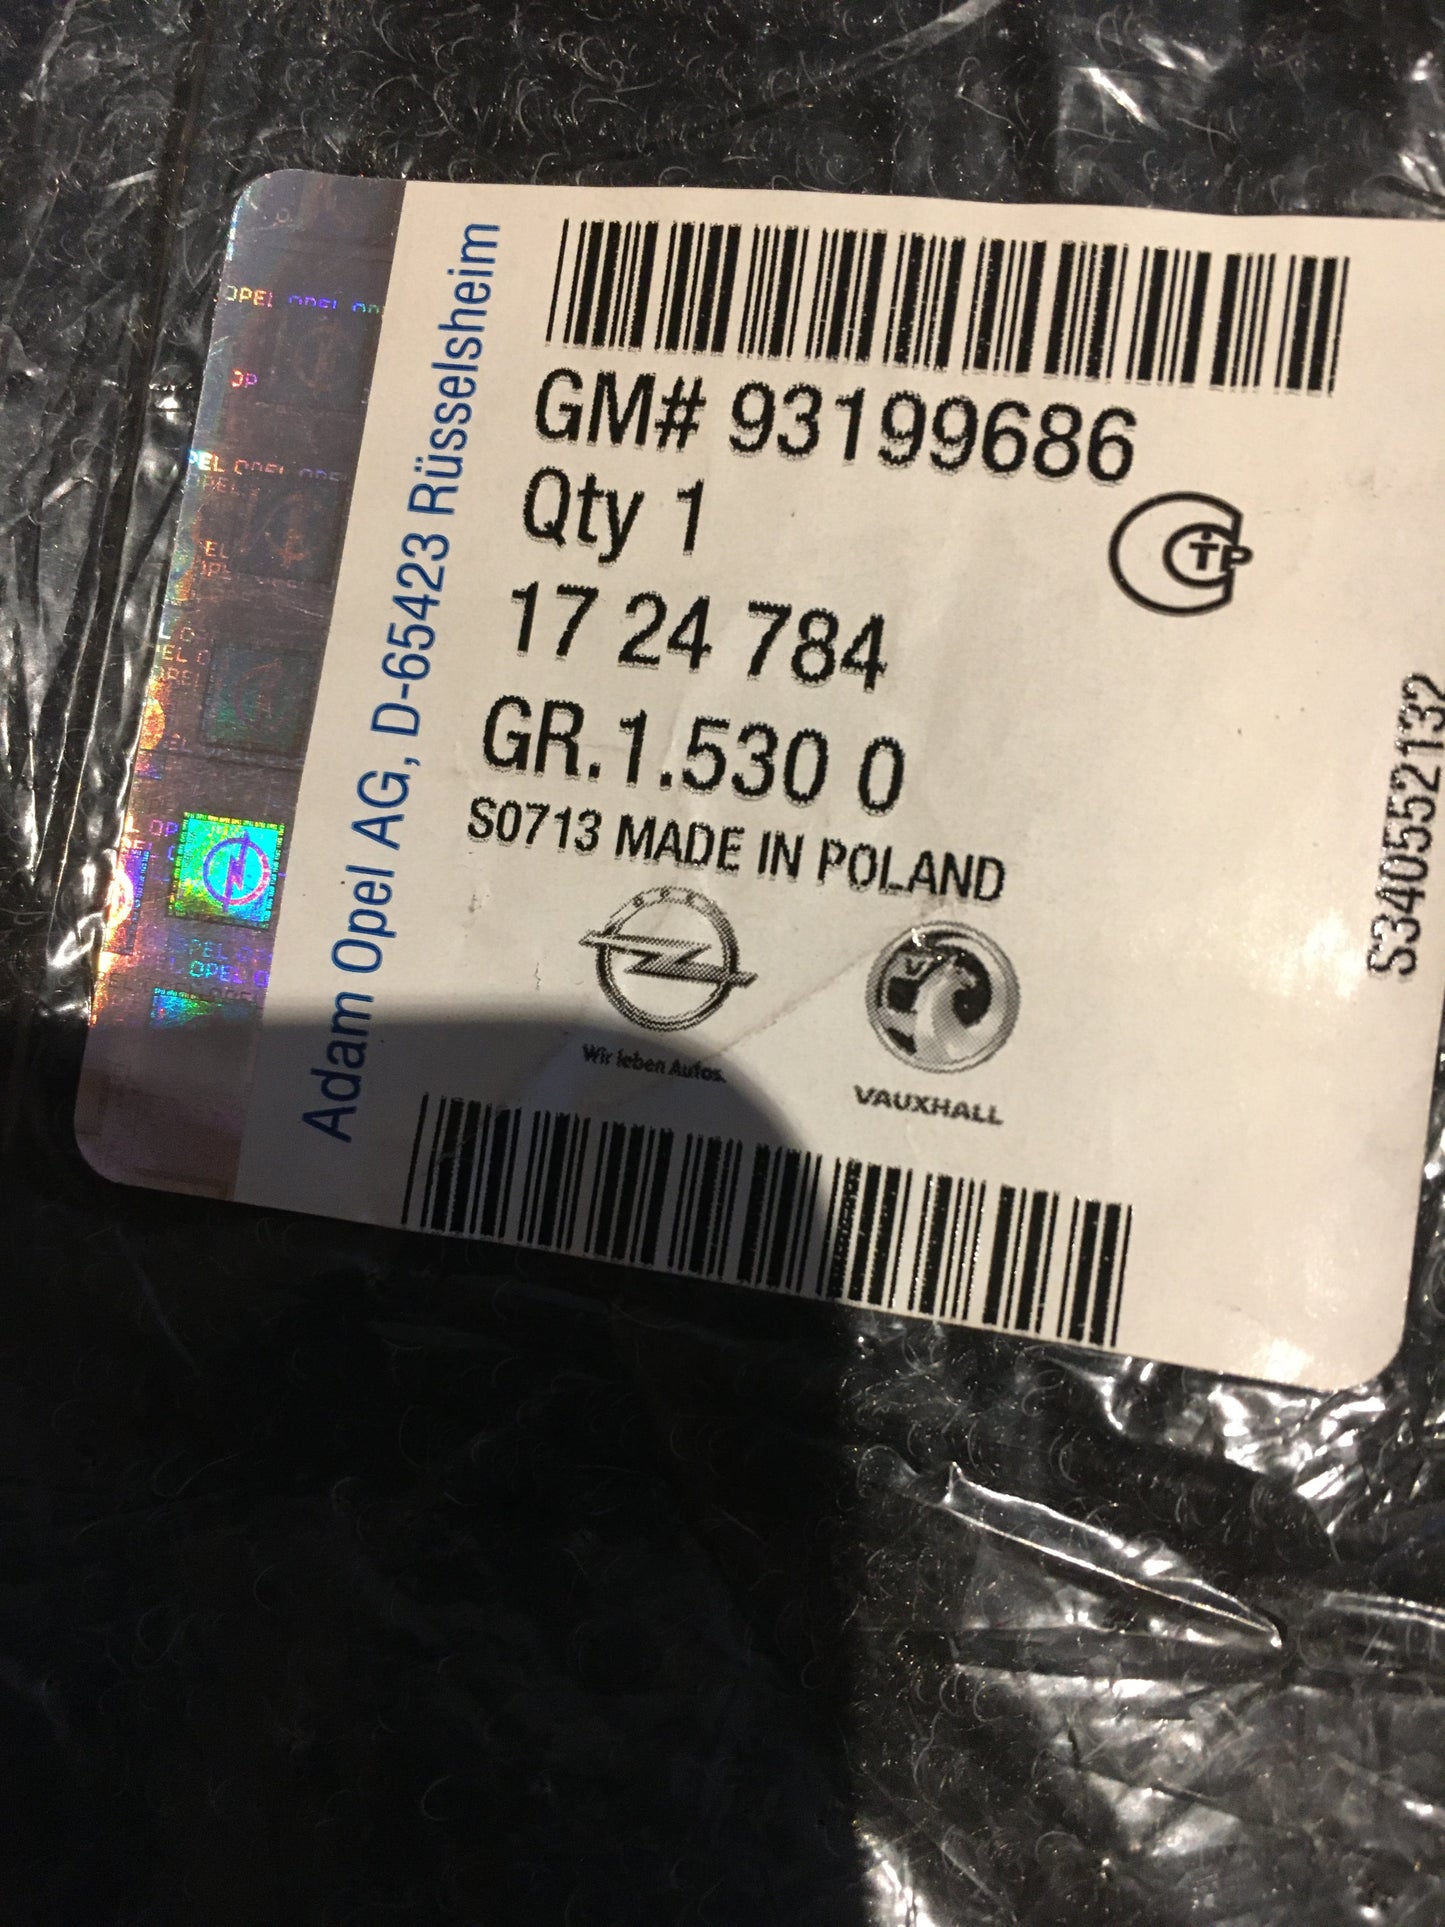 Adam Opel AG, D-65423 Rüsselsheim
GM# 93199686
Qty 1
17 24 784
GR.1.530 0
S0713 MADE IN POLAND
OPEL
Wir leben Autos.
VAUXHALL
S340552132